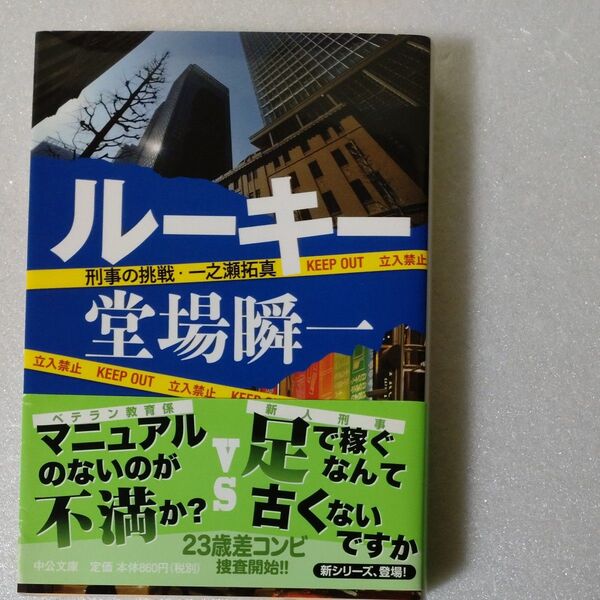 ルーキー
刑事の挑戦・一之瀬拓真
KEEP OUT 立入禁止
堂場瞬一
立入禁止 KEEP OUT 立入禁止 KEEP OUT
ベテラン教育係
マニュアル
のないのが
不満か?
VS
新人刑事
足で稼ぐ
なんて
古くない
ですか
23歳差コンビ
捜査開始!!
中公文庫 定価 本体860円(税別)
新シリーズ、登場!